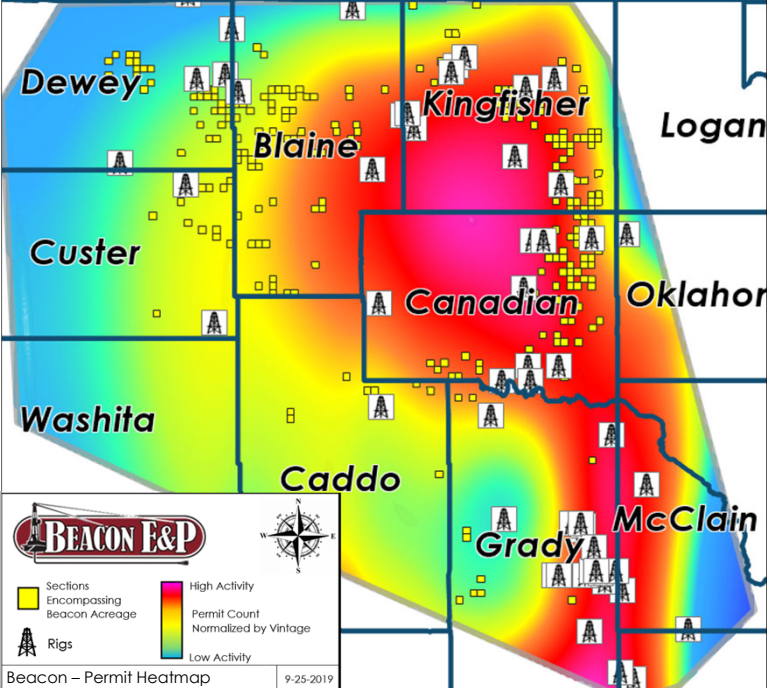 Dewey
Blaine
Kingfisher
Logan
Custer
Canadian
Oklahor
Washita
Caddo
Grady
McClain
BEACON E&P
N
W
E
S
Sections
Encompassing
Beacon Acreage
Rigs
High Activity
Permit Count
Normalized by Vintage
Low Activity
Beacon – Permit Heatmap
9-25-2019